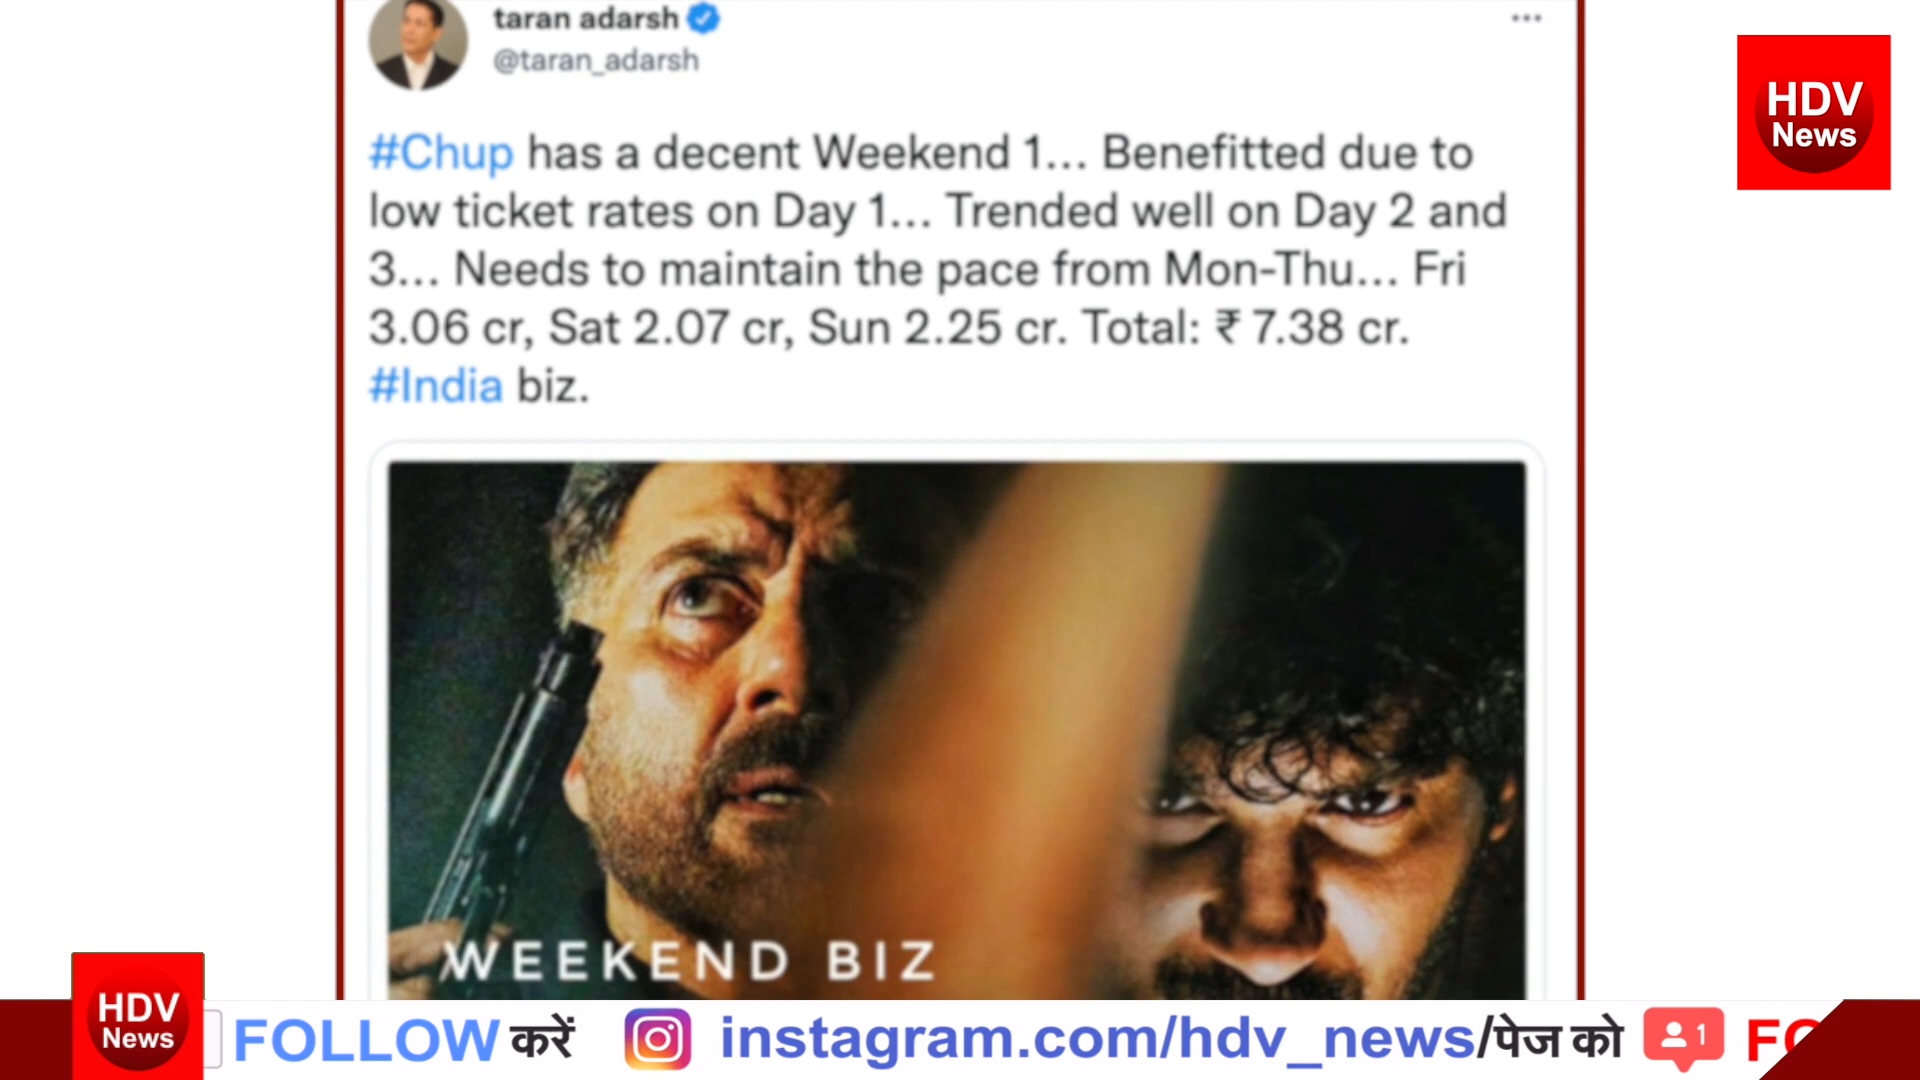 taran adarsh
@taran_adarsh
HDV
News
#Chup has a decent Weekend 1... Benefitted due to
low ticket rates on Day 1... Trended well on Day 2 and
3... Needs to maintain the pace from Mon-Thu... Fri
3.06 cr, Sat 2.07 cr, Sun 2.25 cr. Total: ₹ 7.38 cr.
#India biz.
WEEKEND BIZ
HDV
News
FOLLOW करें instagram.com/hdv_news/पेज को 1